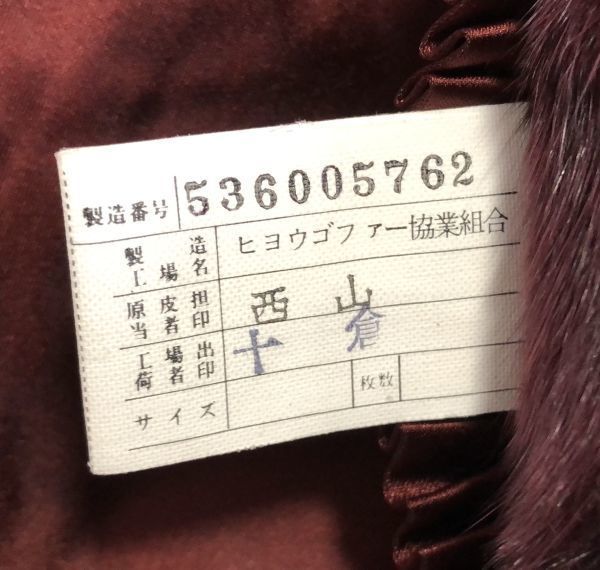 製造番号 536005762
製造工場名 ヒヨウゴファー協業組合
原皮担当者印 西山
工場出荷者印 十倉
サイズ 枚数